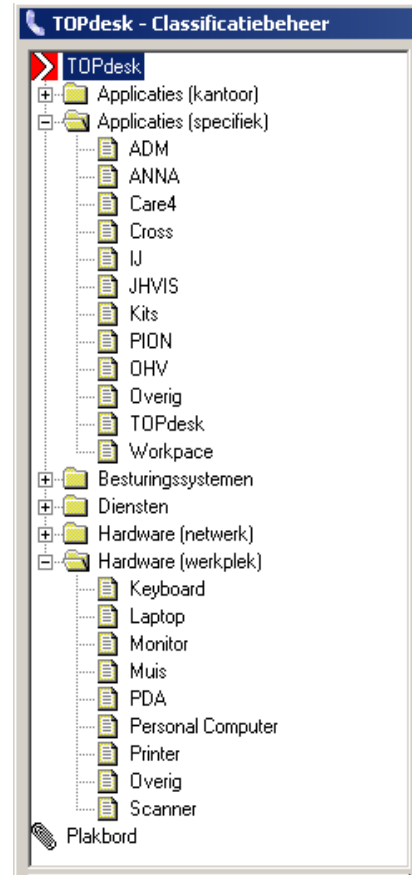 TOPdesk - Classificatiebeheer
TOPdesk
Applicaties (kantoor)
Applicaties (specifiek)
ADM
ANNA
Care4
Cross
IJ
JHVIS
Kits
PION
OHV
Overig
TOPdesk
Workpace
Besturingssystemen
Diensten
Hardware (netwerk)
Hardware (werkplek)
Keyboard
Laptop
Monitor
Muis
PDA
Personal Computer
Printer
Overig
Scanner
Plakbord